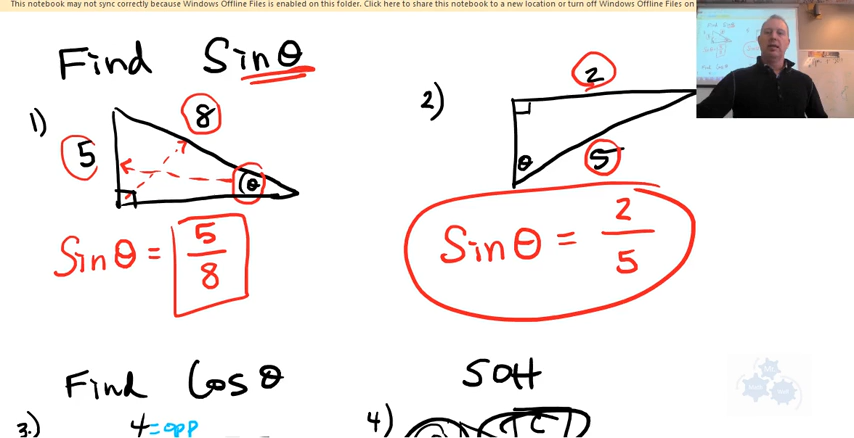 This notebook may not sync correctly because Windows Offline Files is enabled on this folder. Click here to share this notebook to a new location or turn off Windows Offline Files on
Find Sinθ
1)
8
5
θ
Sinθ = 5/8
2)
2
θ
5
Sinθ = 2/5
Find Cosθ
SOH
3.)
4=opp
4)